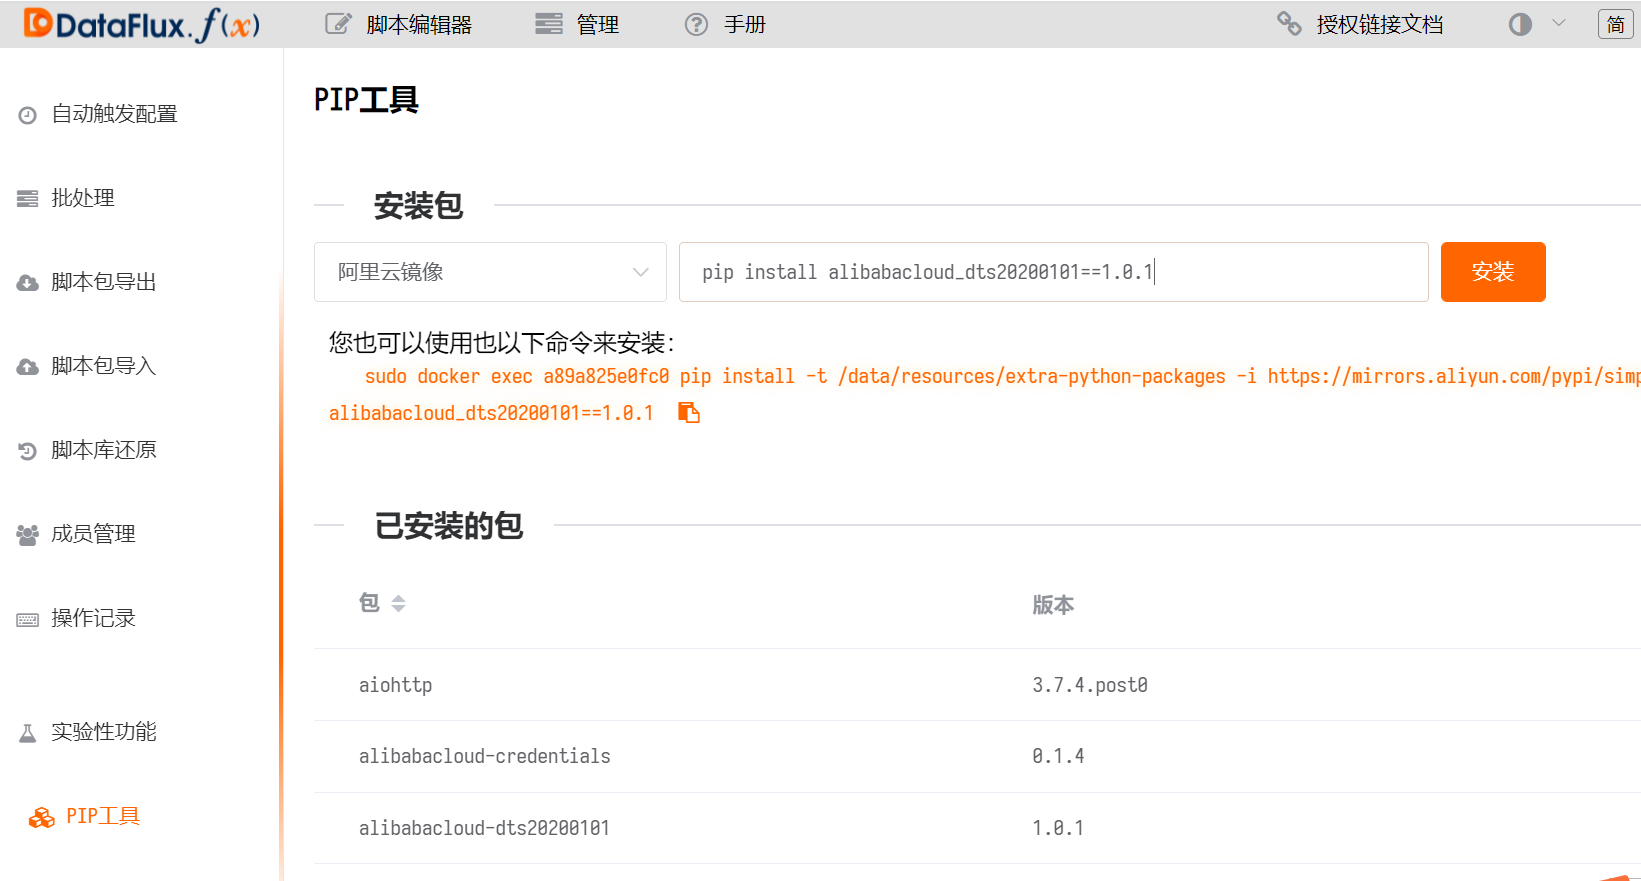 DataFlux.f(x)
脚本编辑器
管理
手册
授权链接文档
简
自动触发配置
批处理
脚本包导出
脚本包导入
脚本库还原
成员管理
操作记录
实验性功能
PIP工具
PIP工具
安装包
阿里云镜像
pip install alibabacloud_dts20200101==1.0.1
安装
您也可以使用也以下命令来安装：
sudo docker exec a89a825e0fc0 pip install -t /data/resources/extra-python-packages -i https://mirrors.aliyun.com/pypi/simp
alibabacloud_dts20200101==1.0.1
已安装的包
包
版本
aiohttp
3.7.4.post0
alibabacloud-credentials
0.1.4
alibabacloud-dts20200101
1.0.1